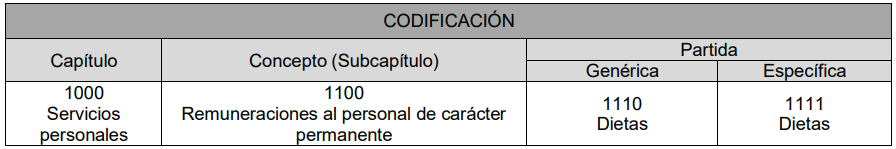 CODIFICACIÓN
Capítulo
Concepto (Subcapítulo)
Partida
Genérica
Específica
1000
Servicios
personales
1100
Remuneraciones al personal de carácter
permanente
1110
Dietas
1111
Dietas